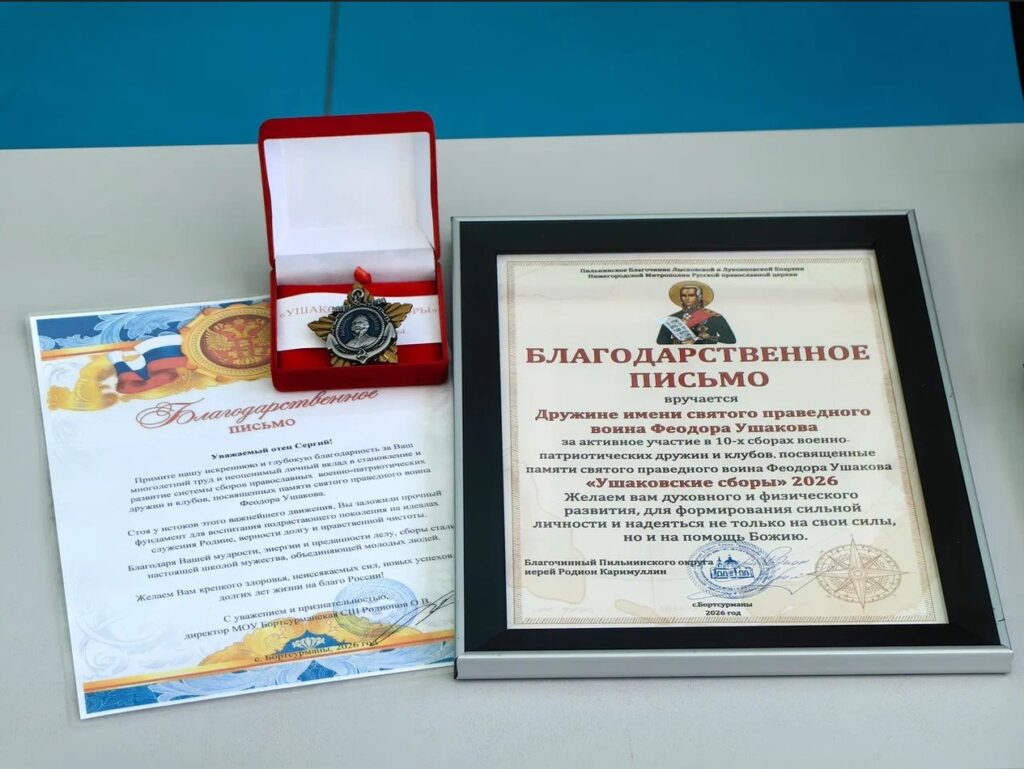 Благодарственное
письмо
Уважаемый отец Сергий!
Примите нашу искреннюю и глубокую благодарность за Ваш
многолетний труд и неоценимый личный вклад в становление и
развитие системы сборов православных военно-патриотических
дружин и клубов, посвященных памяти святого праведного воина
Феодора Ушакова.
Стоя у истоков этого важнейшего движения, Вы заложили прочный
фундамент для воспитания подрастающего поколения на идеалах
служения Родине, верности долгу и нравственной чистоты.
Благодаря Вашей мудрости, энергии и преданности делу, сборы стали
настоящей школой мужества, объединяющей молодых людей.
Желаем Вам крепкого здоровья, неиссякаемых сил, новых успехов
долгих лет жизни на благо России!
С уважением и признательностью,
директор МОУ Бортсурманская СШ Родионов О.В.
с. Бортсурманы, 2026 год
Пильнинское Благочиние Лысковской и Лукояновской Епархии
Нижегородской Митрополии Русской православной церкви
БЛАГОДАРСТВЕННОЕ
ПИСЬМО
вручается
Дружине имени святого праведного
воина Феодора Ушакова
за активное участие в 10-х сборах военно-
патриотических дружин и клубов, посвященные
памяти святого праведного воина Феодора Ушакова
«Ушаковские сборы» 2026
Желаем вам духовного и физического
развития, для формирования сильной
личности и надеяться не только на свои силы,
но и на помощь Божию.
Благочинный Пильнинского округа
иерей Родион Каримуллин
с.Бортсурманы
2026 год